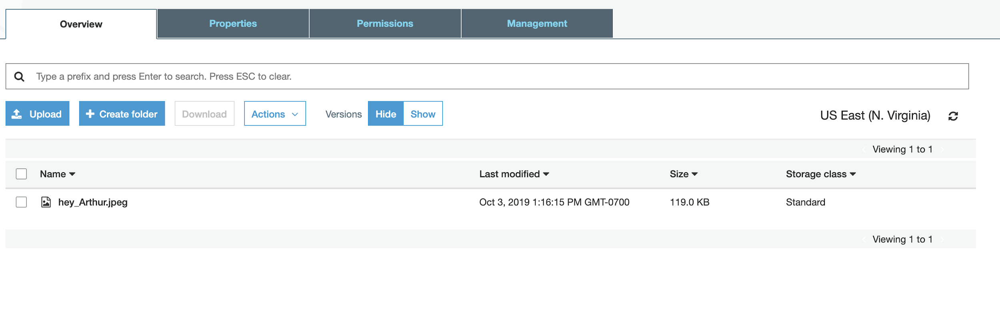 Overview Properties Permissions Management
Type a prefix and press Enter to search. Press ESC to clear.
Upload Create folder Download Actions Versions Hide Show US East (N. Virginia)
Viewing 1 to 1
Name Last modified Size Storage class
hey_Arthur.jpeg Oct 3, 2019 1:16:15 PM GMT-0700 119.0 KB Standard
Viewing 1 to 1